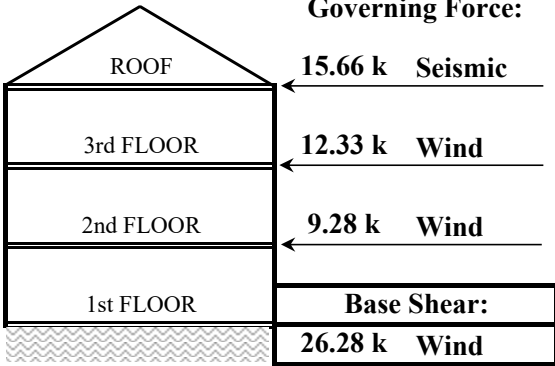 Governing Force:
ROOF 15.66 k Seismic
3rd FLOOR 12.33 k Wind
2nd FLOOR 9.28 k Wind
1st FLOOR Base Shear:
26.28 k Wind